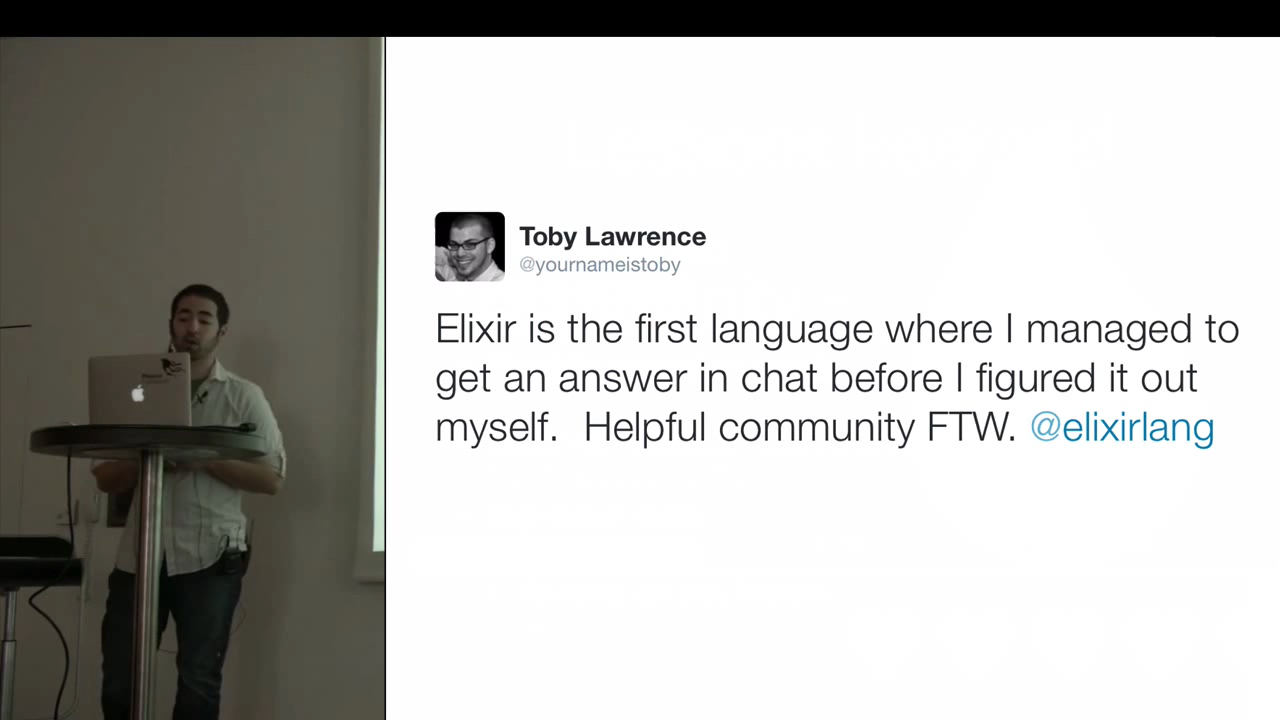 Toby Lawrence
@yournameistoby
Elixir is the first language where I managed to
get an answer in chat before I figured it out
myself.  Helpful community FTW. @elixirlang